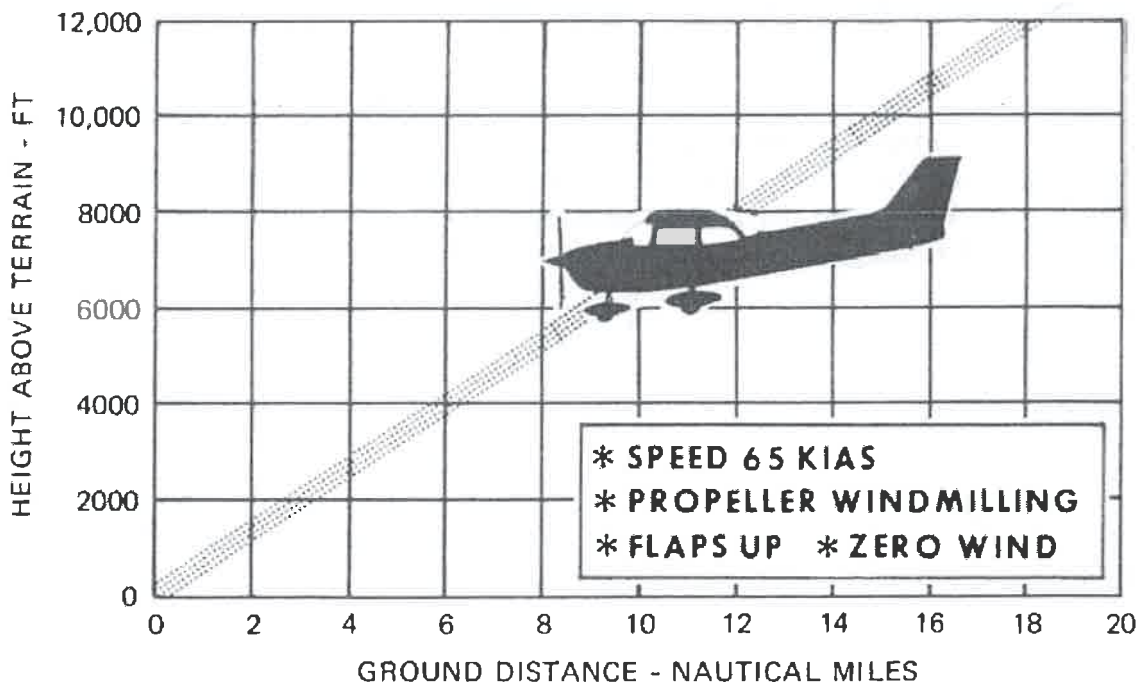 12,000
10,000
8000
6000
4000
2000
0
HEIGHT ABOVE TERRAIN - FT
* SPEED 65 KIAS
* PROPELLER WINDMILLING
* FLAPS UP * ZERO WIND
0 2 4 6 8 10 12 14 16 18 20
GROUND DISTANCE - NAUTICAL MILES